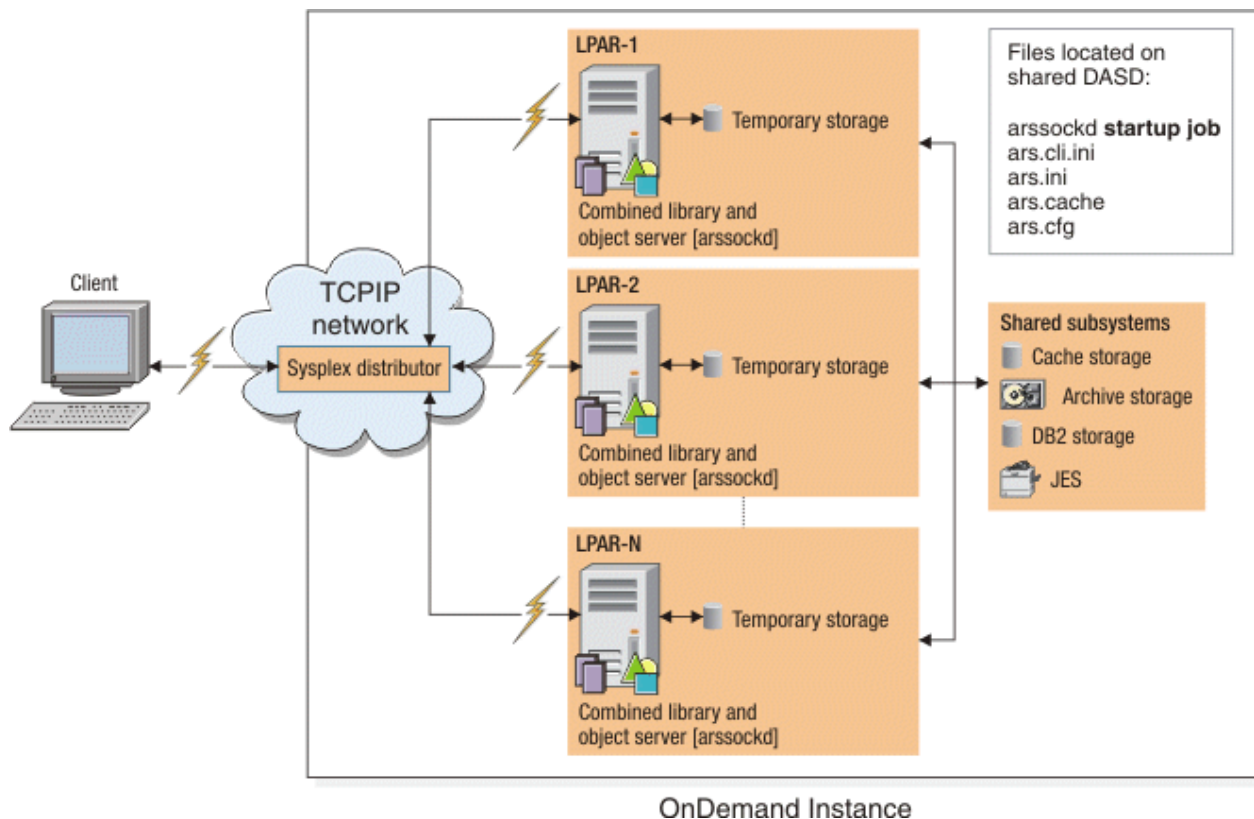 LPAR-1
Temporary storage
Combined library and
object server [arssockd]
Files located on
shared DASD:
arssockd startup job
ars.cli.ini
ars.ini
ars.cache
ars.cfg
Client
TCPIP
network
Sysplex distributor
LPAR-2
Temporary storage
Combined library and
object server [arssockd]
Shared subsystems
Cache storage
Archive storage
DB2 storage
JES
LPAR-N
Temporary storage
Combined library and
object server [arssockd]
OnDemand Instance